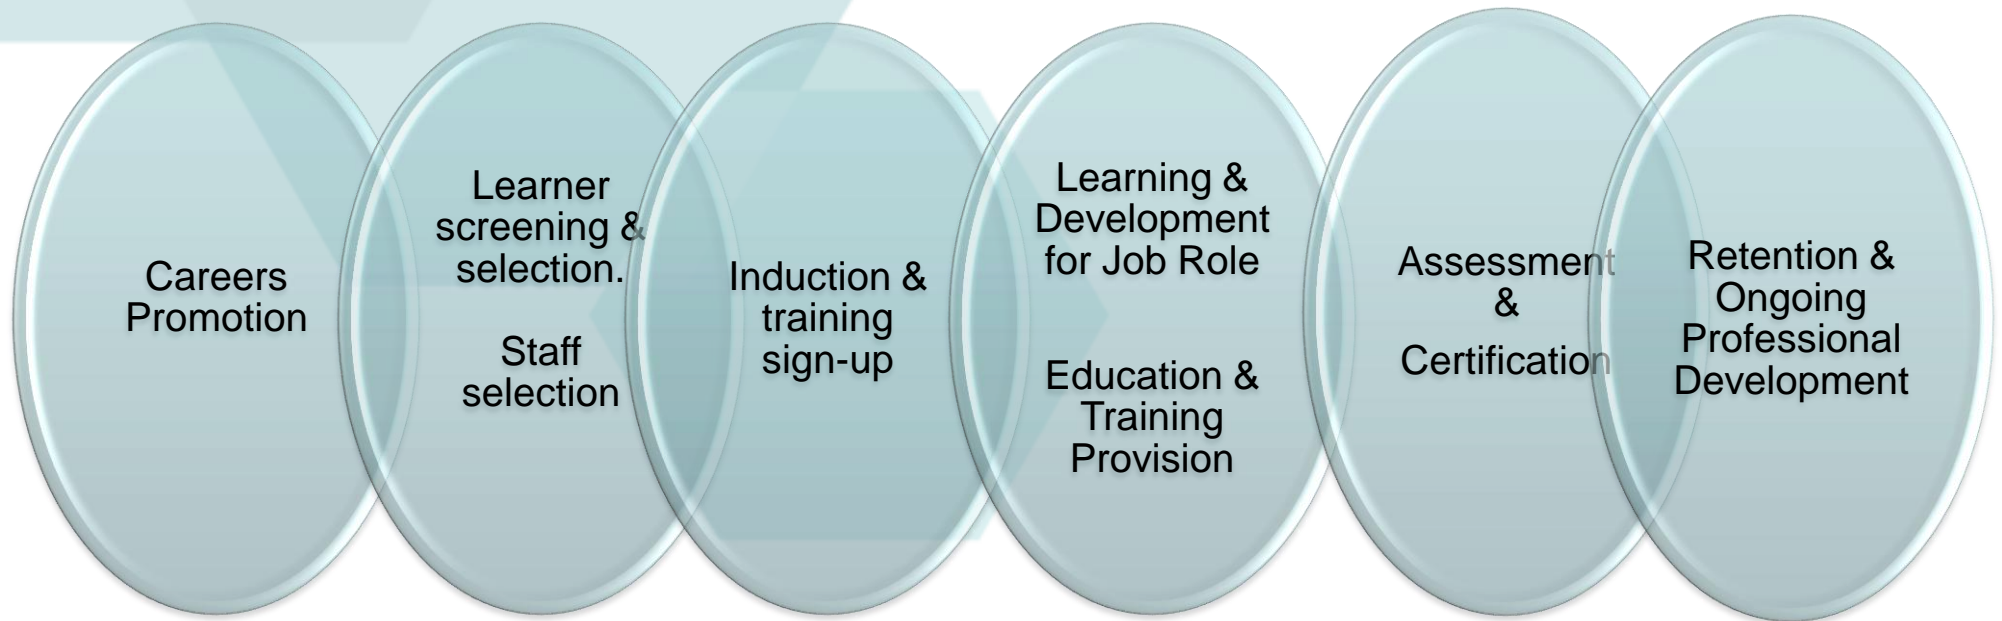 Careers
Promotion
Learner
screening &
selection.
Staff
selection
Induction &
training
sign-up
Learning &
Development
for Job Role
Education &
Training
Provision
Assessment
&
Certification
Retention &
Ongoing
Professional
Development